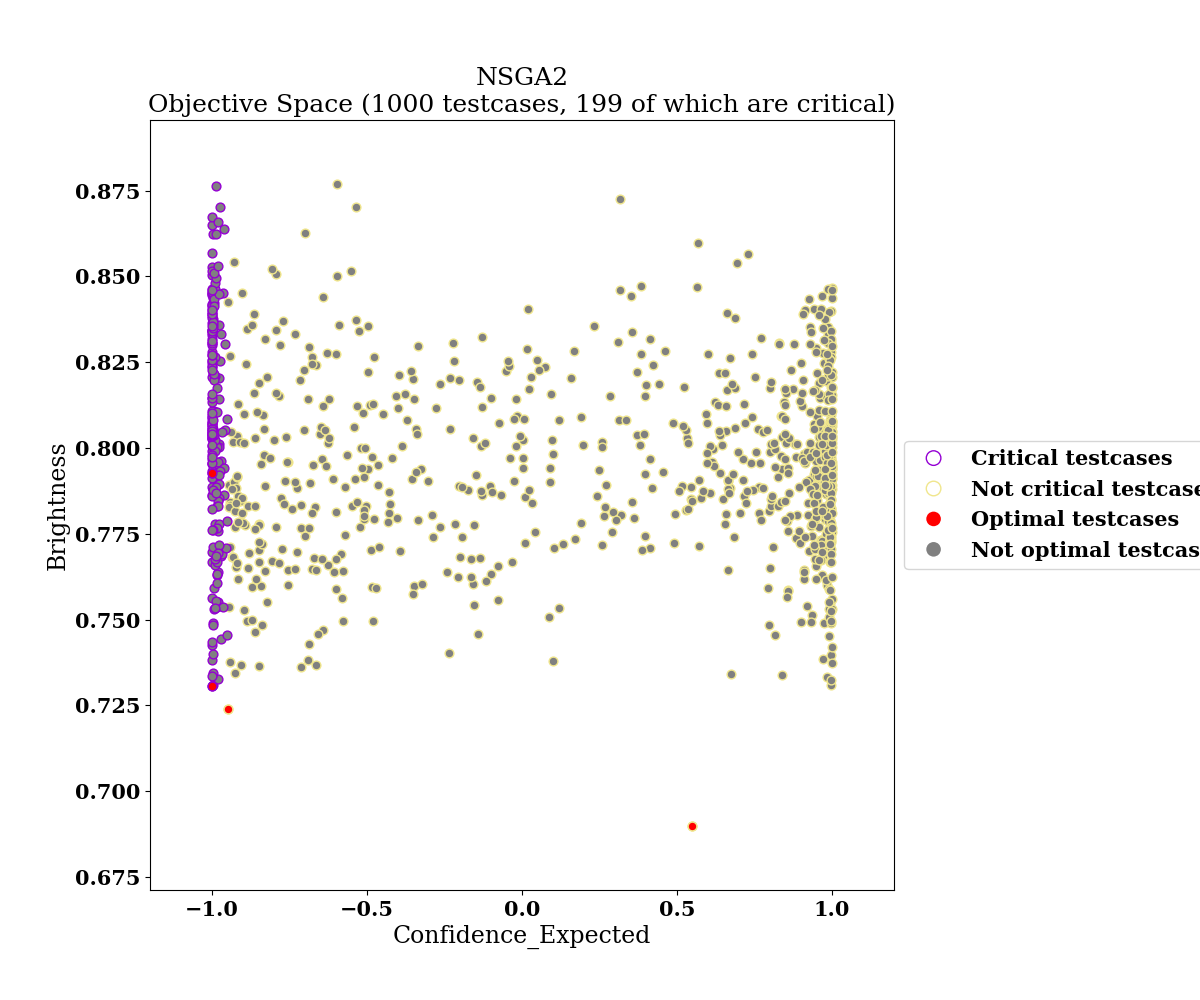 NSGA2
Objective Space (1000 testcases, 199 of which are critical)
0.875
0.850
0.825
0.800
0.775
0.750
0.725
0.700
0.675
Brightness
−1.0 −0.5 0.0 0.5 1.0
Confidence_Expected
Critical testcases
Not critical testcase
Optimal testcases
Not optimal testcas